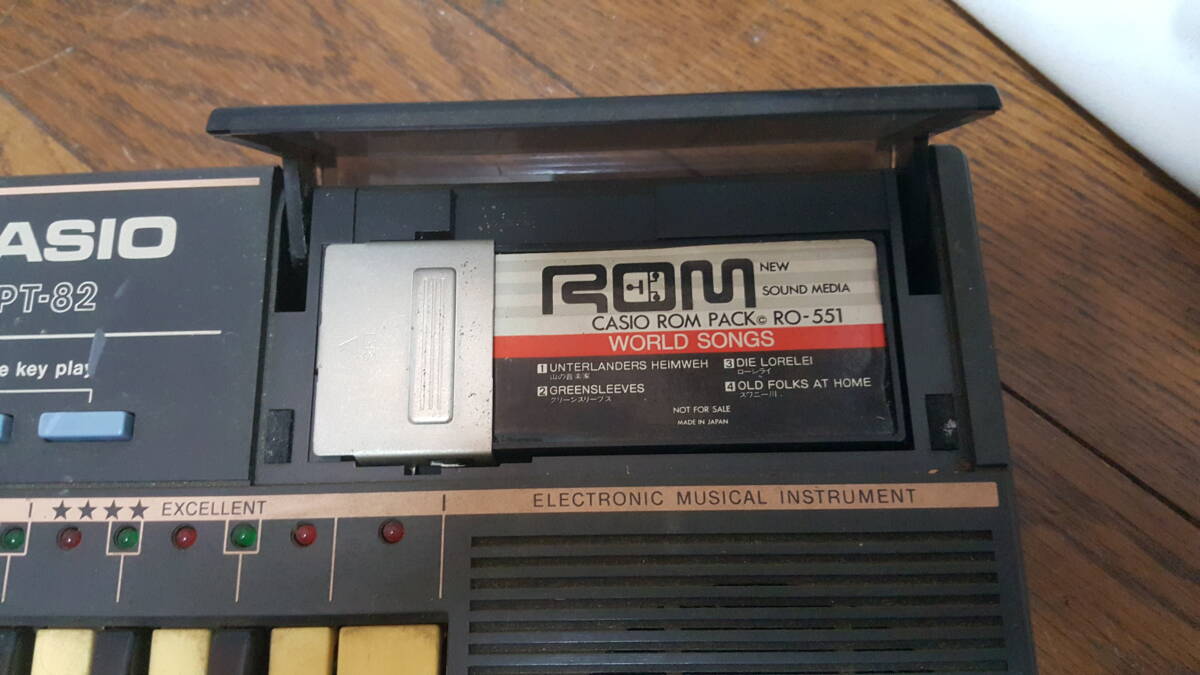 ASIO
PT-82
e key play
ROM
NEW
SOUND MEDIA
CASIO ROM PACK© RO-551
WORLD SONGS
1 UNTERLANDERS HEIMWEH
山の音楽家
2 GREENSLEEVES
グリーンスリーブス
3 DIE LORELEI
ローレライ
4 OLD FOLKS AT HOME
スワニー川
NOT FOR SALE
MADE IN JAPAN
★★★★ EXCELLENT
ELECTRONIC MUSICAL INSTRUMENT